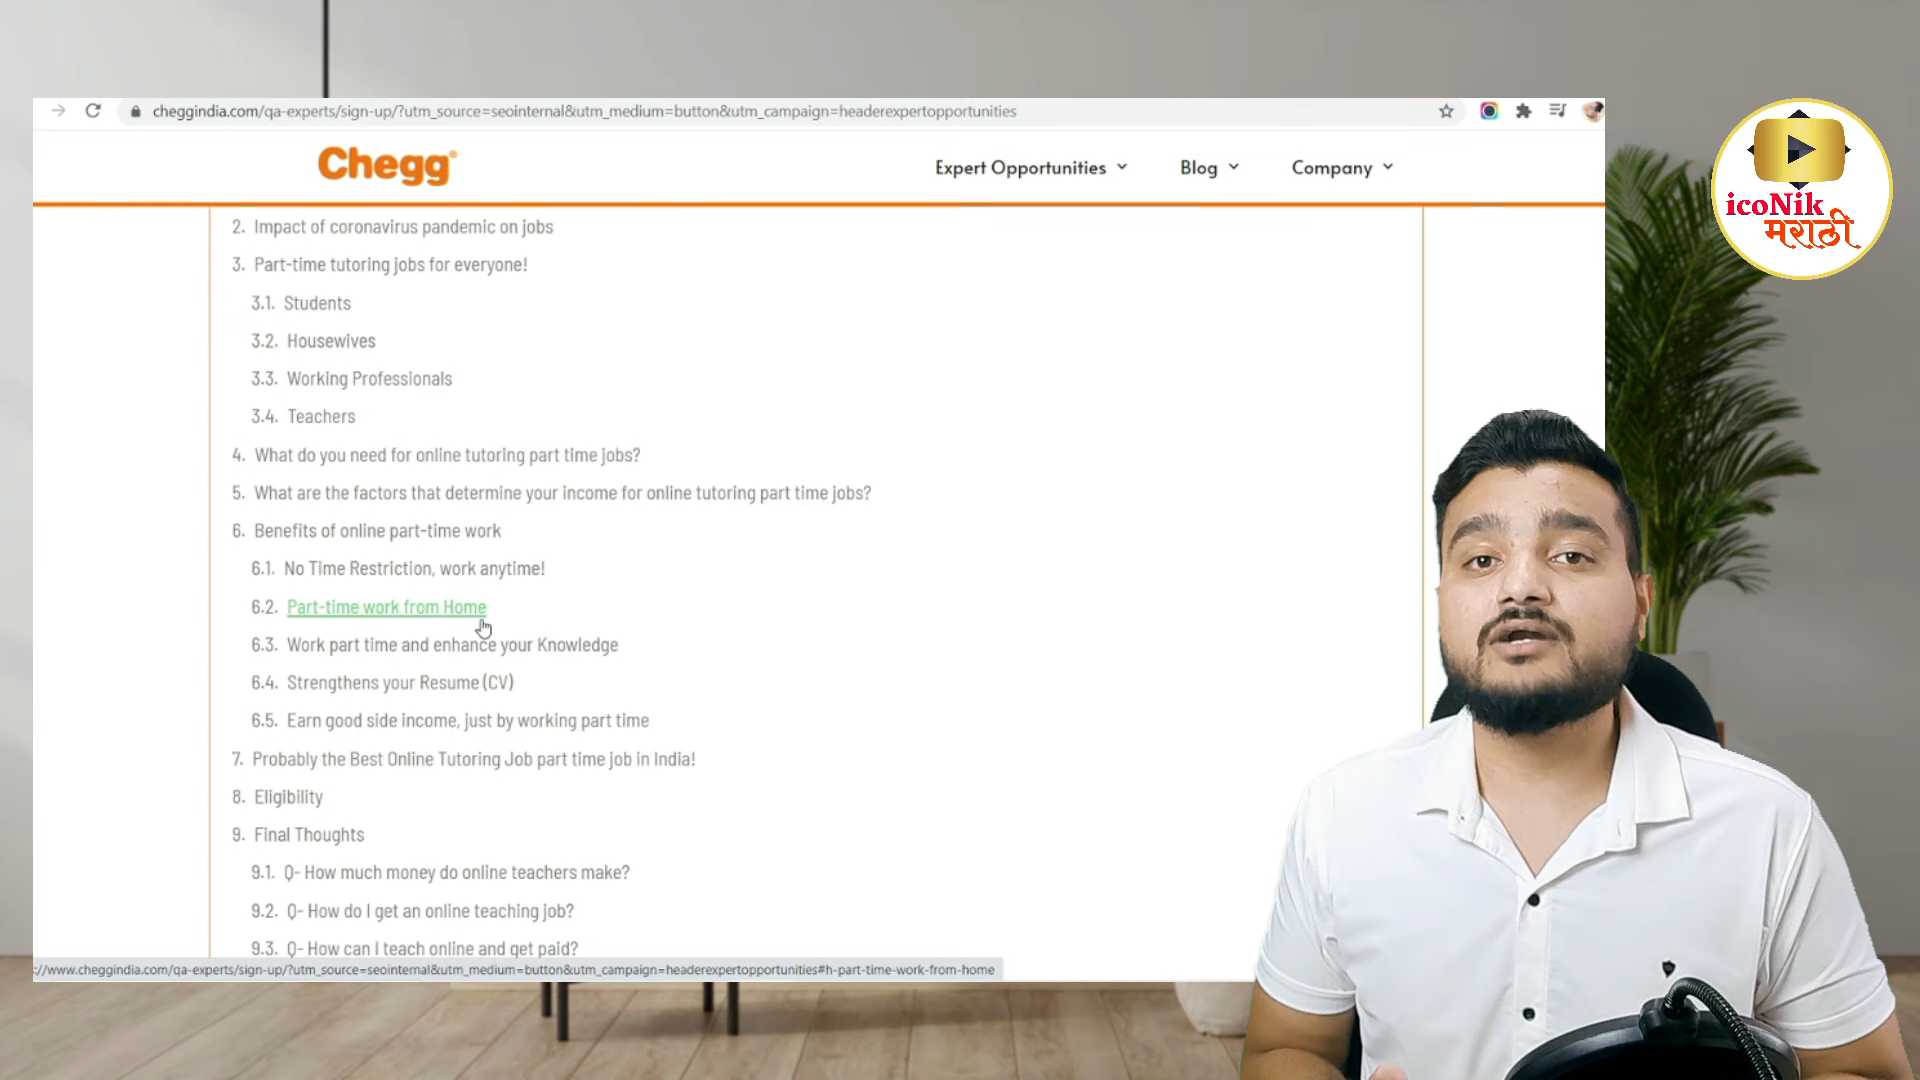 cheggindia.com/qa-experts/sign-up/?utm_source=seointernal&utm_medium=button&utm_campaign=headerexpertopportunities
Chegg®
Expert Opportunities
Blog
Company
icoNik
मराठी
2. Impact of coronavirus pandemic on jobs
3. Part-time tutoring jobs for everyone!
3.1. Students
3.2. Housewives
3.3. Working Professionals
3.4. Teachers
4. What do you need for online tutoring part time jobs?
5. What are the factors that determine your income for online tutoring part time jobs?
6. Benefits of online part-time work
6.1. No Time Restriction, work anytime!
6.2. Part-time work from Home
6.3. Work part time and enhance your Knowledge
6.4. Strengthens your Resume (CV)
6.5. Earn good side income, just by working part time
7. Probably the Best Online Tutoring Job part time job in India!
8. Eligibility
9. Final Thoughts
9.1. Q- How much money do online teachers make?
9.2. Q- How do I get an online teaching job?
9.3. Q- How can I teach online and get paid?
://www.cheggindia.com/qa-experts/sign-up/?utm_source=seointernal&utm_medium=button&utm_campaign=headerexpertopportunities#h-part-time-work-from-home